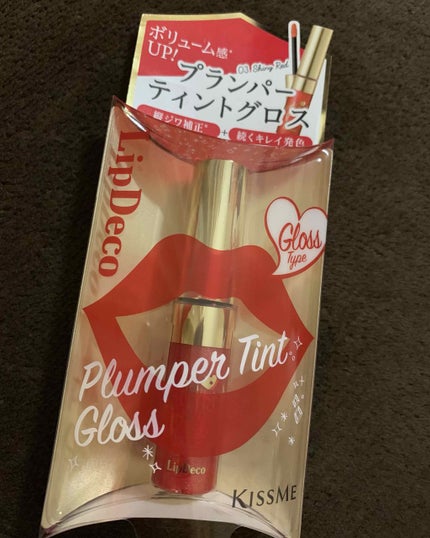 ボリューム感*
UP!
03 Shiny Red
プランパー
ティントグロス
縦ジワ補正*
+
続くキレイ発色
LipDeco
Gloss
Type
Plumper Tint
Gloss
LipDeco
KISSME